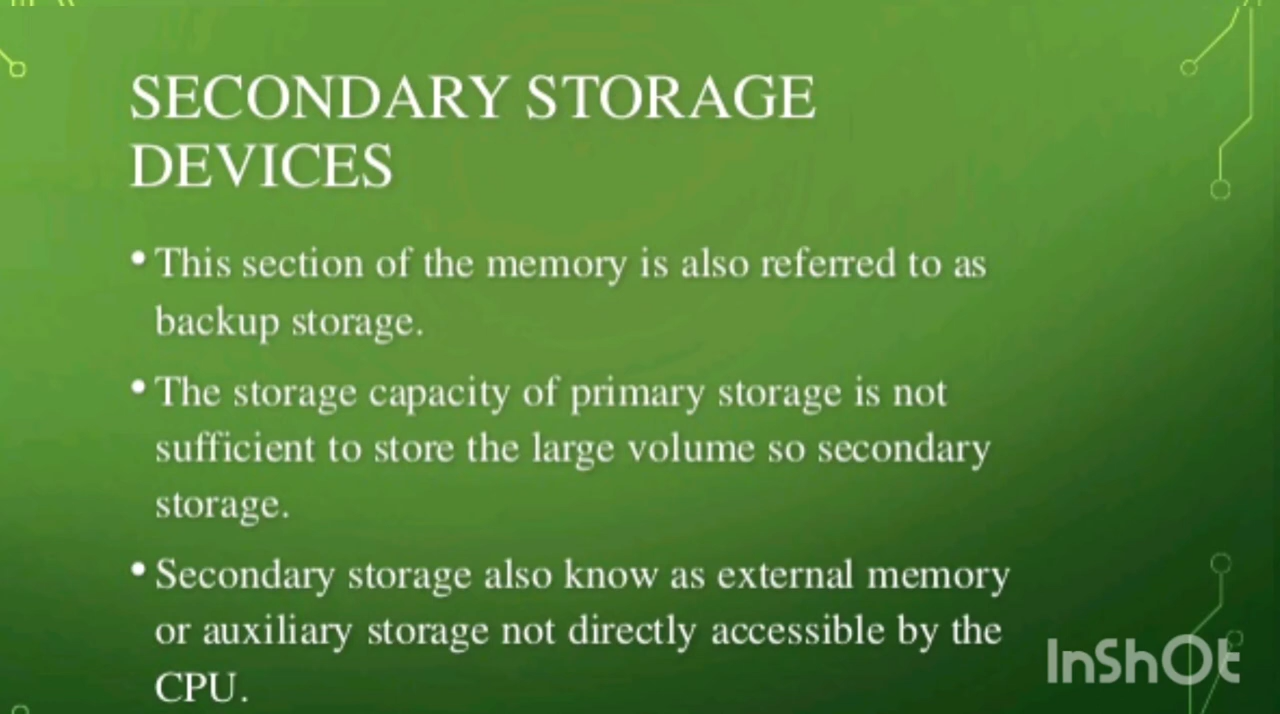 SECONDARY STORAGE
DEVICES
• This section of the memory is also referred to as
backup storage.
• The storage capacity of primary storage is not
sufficient to store the large volume so secondary
storage.
• Secondary storage also know as external memory
or auxiliary storage not directly accessible by the
CPU.
InShOt